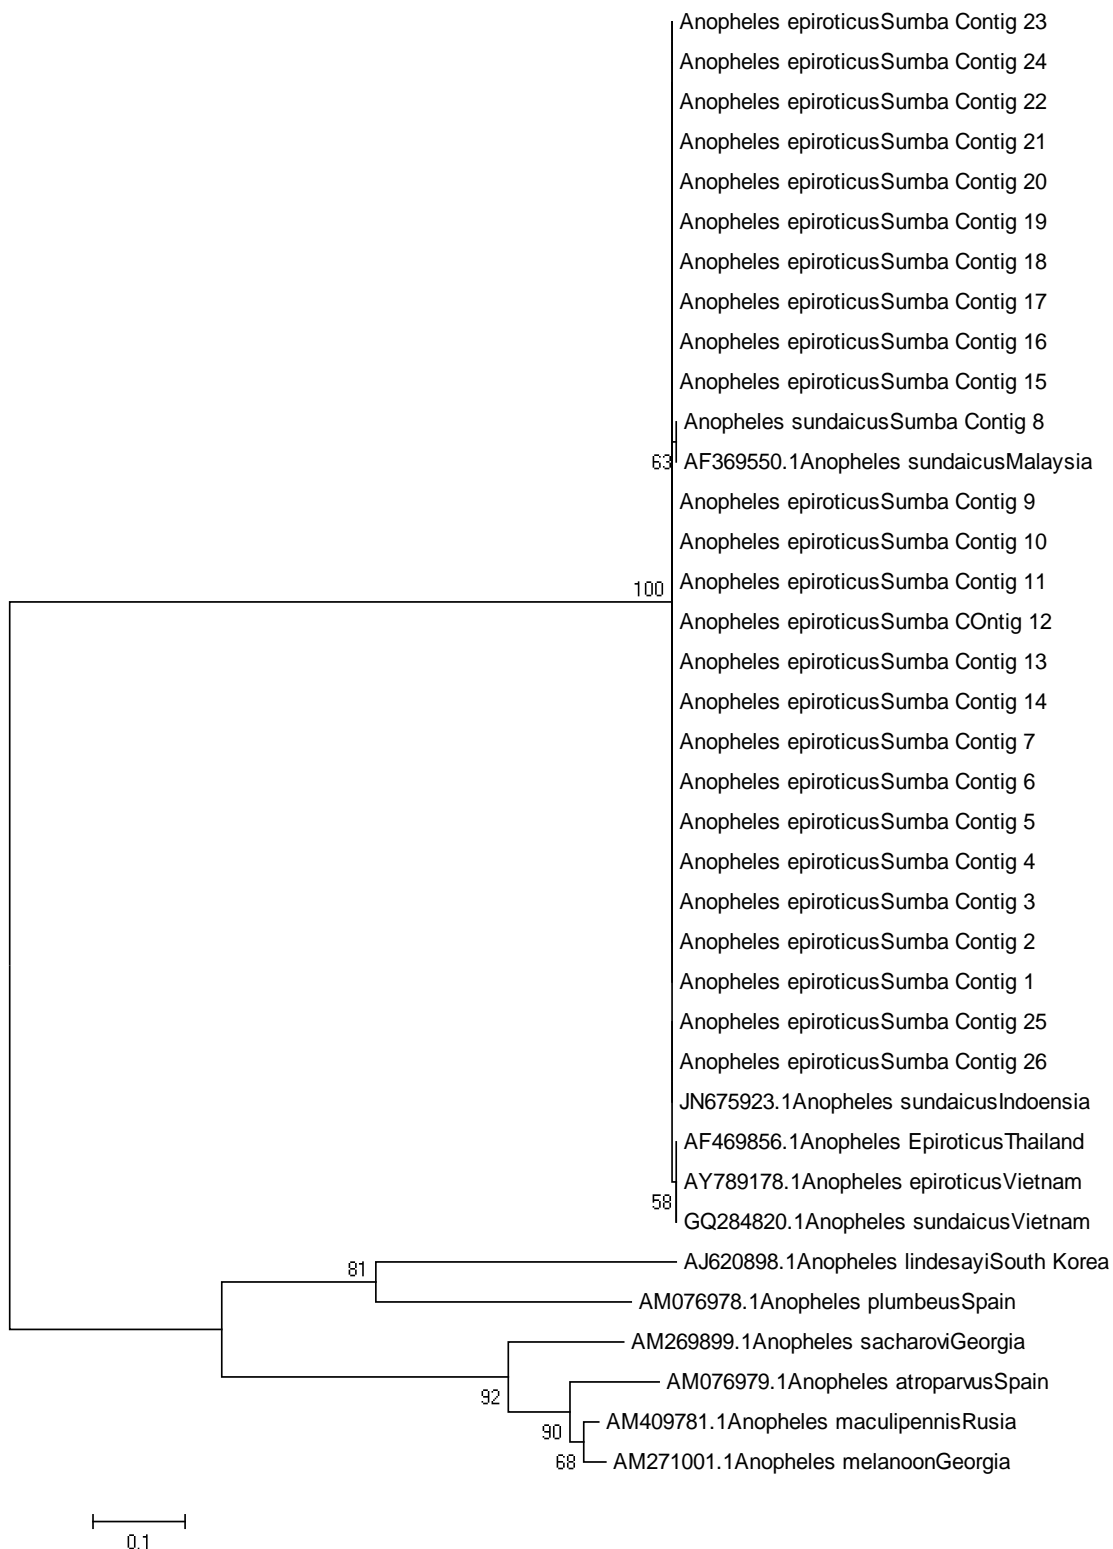 Anopheles epiroticusSumba Contig 23
Anopheles epiroticusSumba Contig 24
Anopheles epiroticusSumba Contig 22
Anopheles epiroticusSumba Contig 21
Anopheles epiroticusSumba Contig 20
Anopheles epiroticusSumba Contig 19
Anopheles epiroticusSumba Contig 18
Anopheles epiroticusSumba Contig 17
Anopheles epiroticusSumba Contig 16
Anopheles epiroticusSumba Contig 15
Anopheles sundaicusSumba Contig 8
63 AF369550.1Anopheles sundaicusMalaysia
Anopheles epiroticusSumba Contig 9
Anopheles epiroticusSumba Contig 10
100 Anopheles epiroticusSumba Contig 11
Anopheles epiroticusSumba COntig 12
Anopheles epiroticusSumba Contig 13
Anopheles epiroticusSumba Contig 14
Anopheles epiroticusSumba Contig 7
Anopheles epiroticusSumba Contig 6
Anopheles epiroticusSumba Contig 5
Anopheles epiroticusSumba Contig 4
Anopheles epiroticusSumba Contig 3
Anopheles epiroticusSumba Contig 2
Anopheles epiroticusSumba Contig 1
Anopheles epiroticusSumba Contig 25
Anopheles epiroticusSumba Contig 26
JN675923.1Anopheles sundaicusIndoensia
AF469856.1Anopheles EpiroticusThailand
AY789178.1Anopheles epiroticusVietnam
58 GQ284820.1Anopheles sundaicusVietnam
81 AJ620898.1Anopheles lindesayiSouth Korea
AM076978.1Anopheles plumbeusSpain
AM269899.1Anopheles sacharoviGeorgia
92 AM076979.1Anopheles atroparvusSpain
90 AM409781.1Anopheles maculipennisRusia
68 AM271001.1Anopheles melanoonGeorgia
0.1